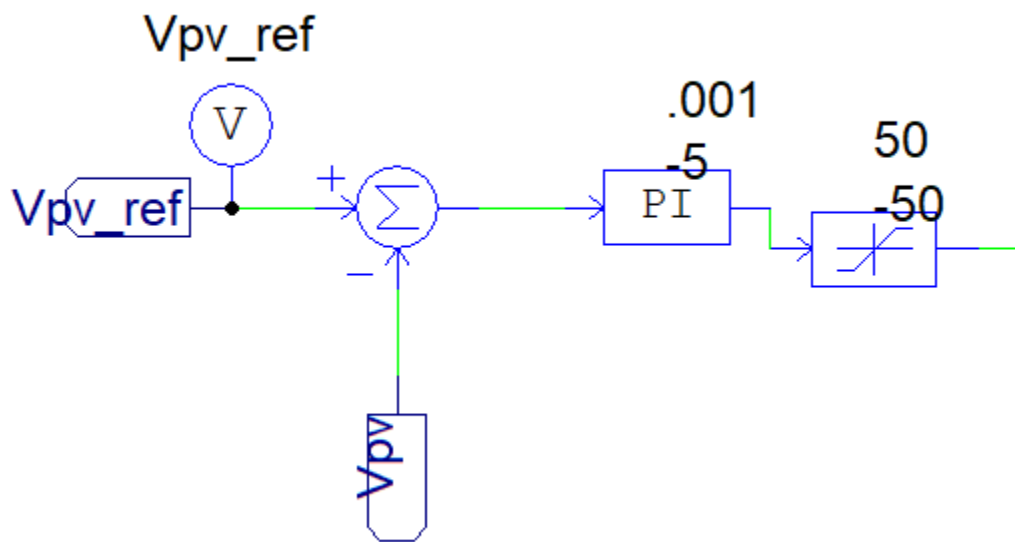 Vpv_ref
V
Vpv_ref
+
Σ
−
.001
-5
PI
50
-50
Vpv